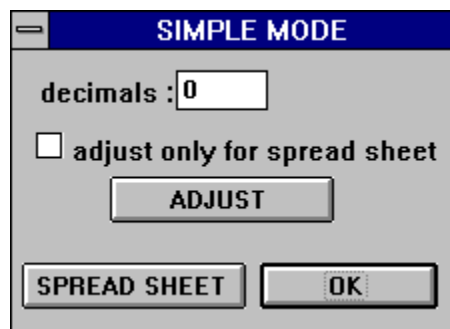 SIMPLE MODE
decimals : 0
adjust only for spread sheet
ADJUST
SPREAD SHEET OK